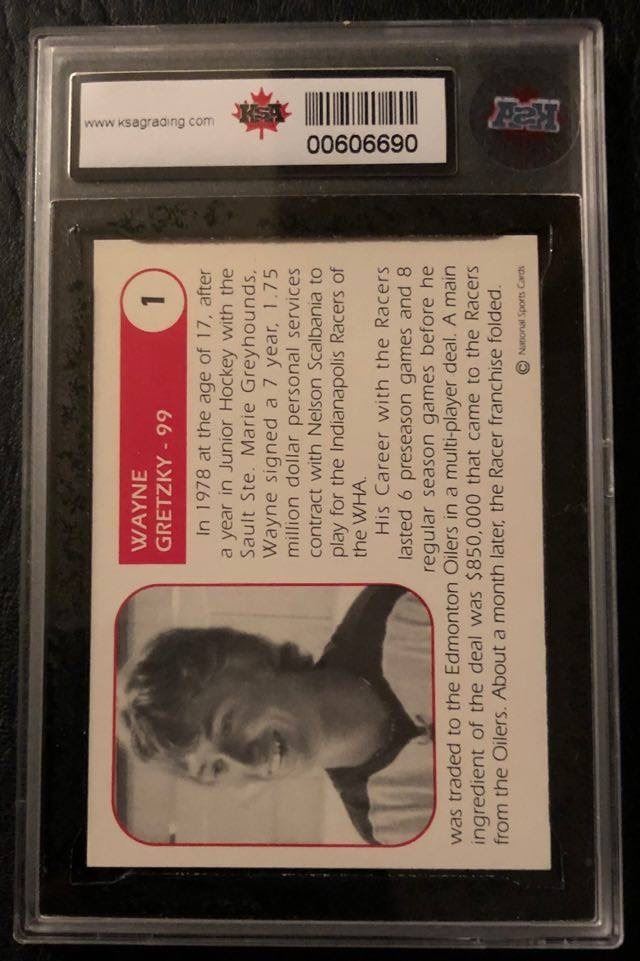 www.ksagrading.com
KSA
00606690
KSA
WAYNE
GRETZKY - 99
1
In 1978 at the age of 17, after
a year in Junior Hockey with the
Sault Ste. Marie Greyhounds,
Wayne signed a 7 year, 1.75
million dollar personal services
contract with Nelson Scalbania to
play for the Indianapolis Racers of
the WHA.
His Career with the Racers
lasted 6 preseason games and 8
regular season games before he
was traded to the Edmonton Oilers in a multi-player deal. A main
ingredient of the deal was $850,000 that came to the Racers
from the Oilers. About a month later, the Racer franchise folded.
© National Sports Cards